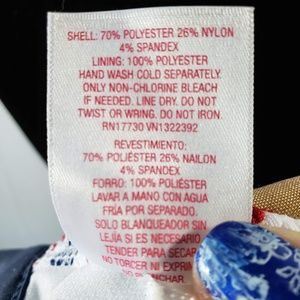 SHELL: 70% POLYESTER 26% NYLON
4% SPANDEX
LINING: 100% POLYESTER
HAND WASH COLD SEPARATELY.
ONLY NON-CHLORINE BLEACH
IF NEEDED. LINE DRY. DO NOT
TWIST OR WRING. DO NOT IRON.
RN17730 VN1322392
REVESTIMIENTO:
70% POLIÉSTER 26% NAILON
4% SPANDEX
FORRO: 100% POLIÉSTER
LAVAR A MANO CON AGUA
FRÍA POR SEPARADO.
SOLO BLANQUEADOR SIN
LEJÍA SI ES NECESARIO
TENDER PARA SECAR
NO TORCER NI EXPRIM